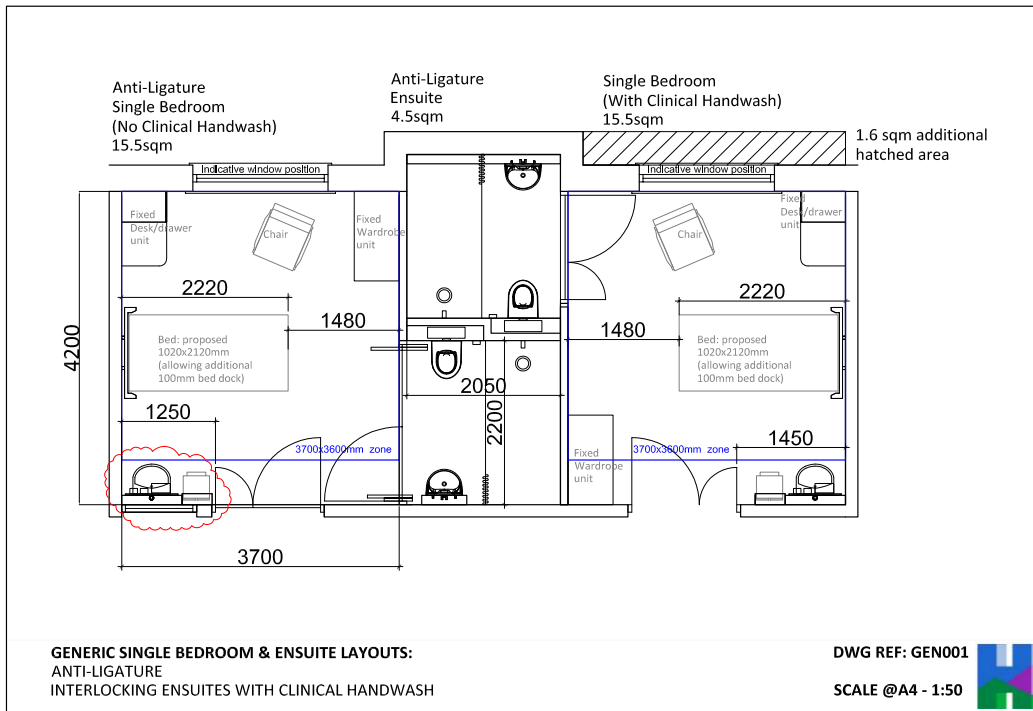 Anti-Ligature
Single Bedroom
(No Clinical Handwash)
15.5sqm
Anti-Ligature
Ensuite
4.5sqm
Single Bedroom
(With Clinical Handwash)
15.5sqm
1.6 sqm additional
hatched area
Indicative window position
Indicative window position
Fixed
Desk/drawer
unit
Chair
Fixed
Wardrobe
unit
Chair
Fixed
Desk/drawer
unit
2220
1480
4200
Bed: proposed
1020x2120mm
(allowing additional
100mm bed dock)
1250
3700x3600mm zone
3700
2050
2200
2220
1480
Bed: proposed
1020x2120mm
(allowing additional
100mm bed dock)
1450
3700x3600mm zone
Fixed
Wardrobe
unit
GENERIC SINGLE BEDROOM & ENSUITE LAYOUTS:
ANTI-LIGATURE
INTERLOCKING ENSUITES WITH CLINICAL HANDWASH
DWG REF: GEN001
SCALE @A4 - 1:50